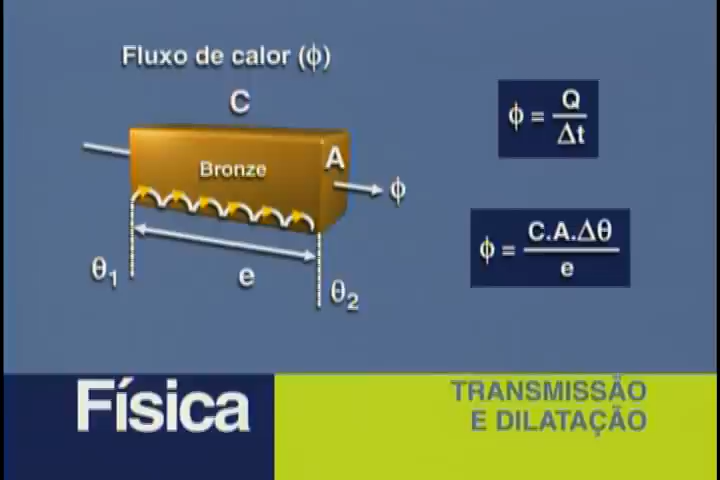 Fluxo de calor (ϕ)
C
Bronze
A
ϕ
θ1
e
θ2
ϕ = Q/Δt
ϕ = C.A.Δθ/e
Física
TRANSMISSÃO
E DILATAÇÃO